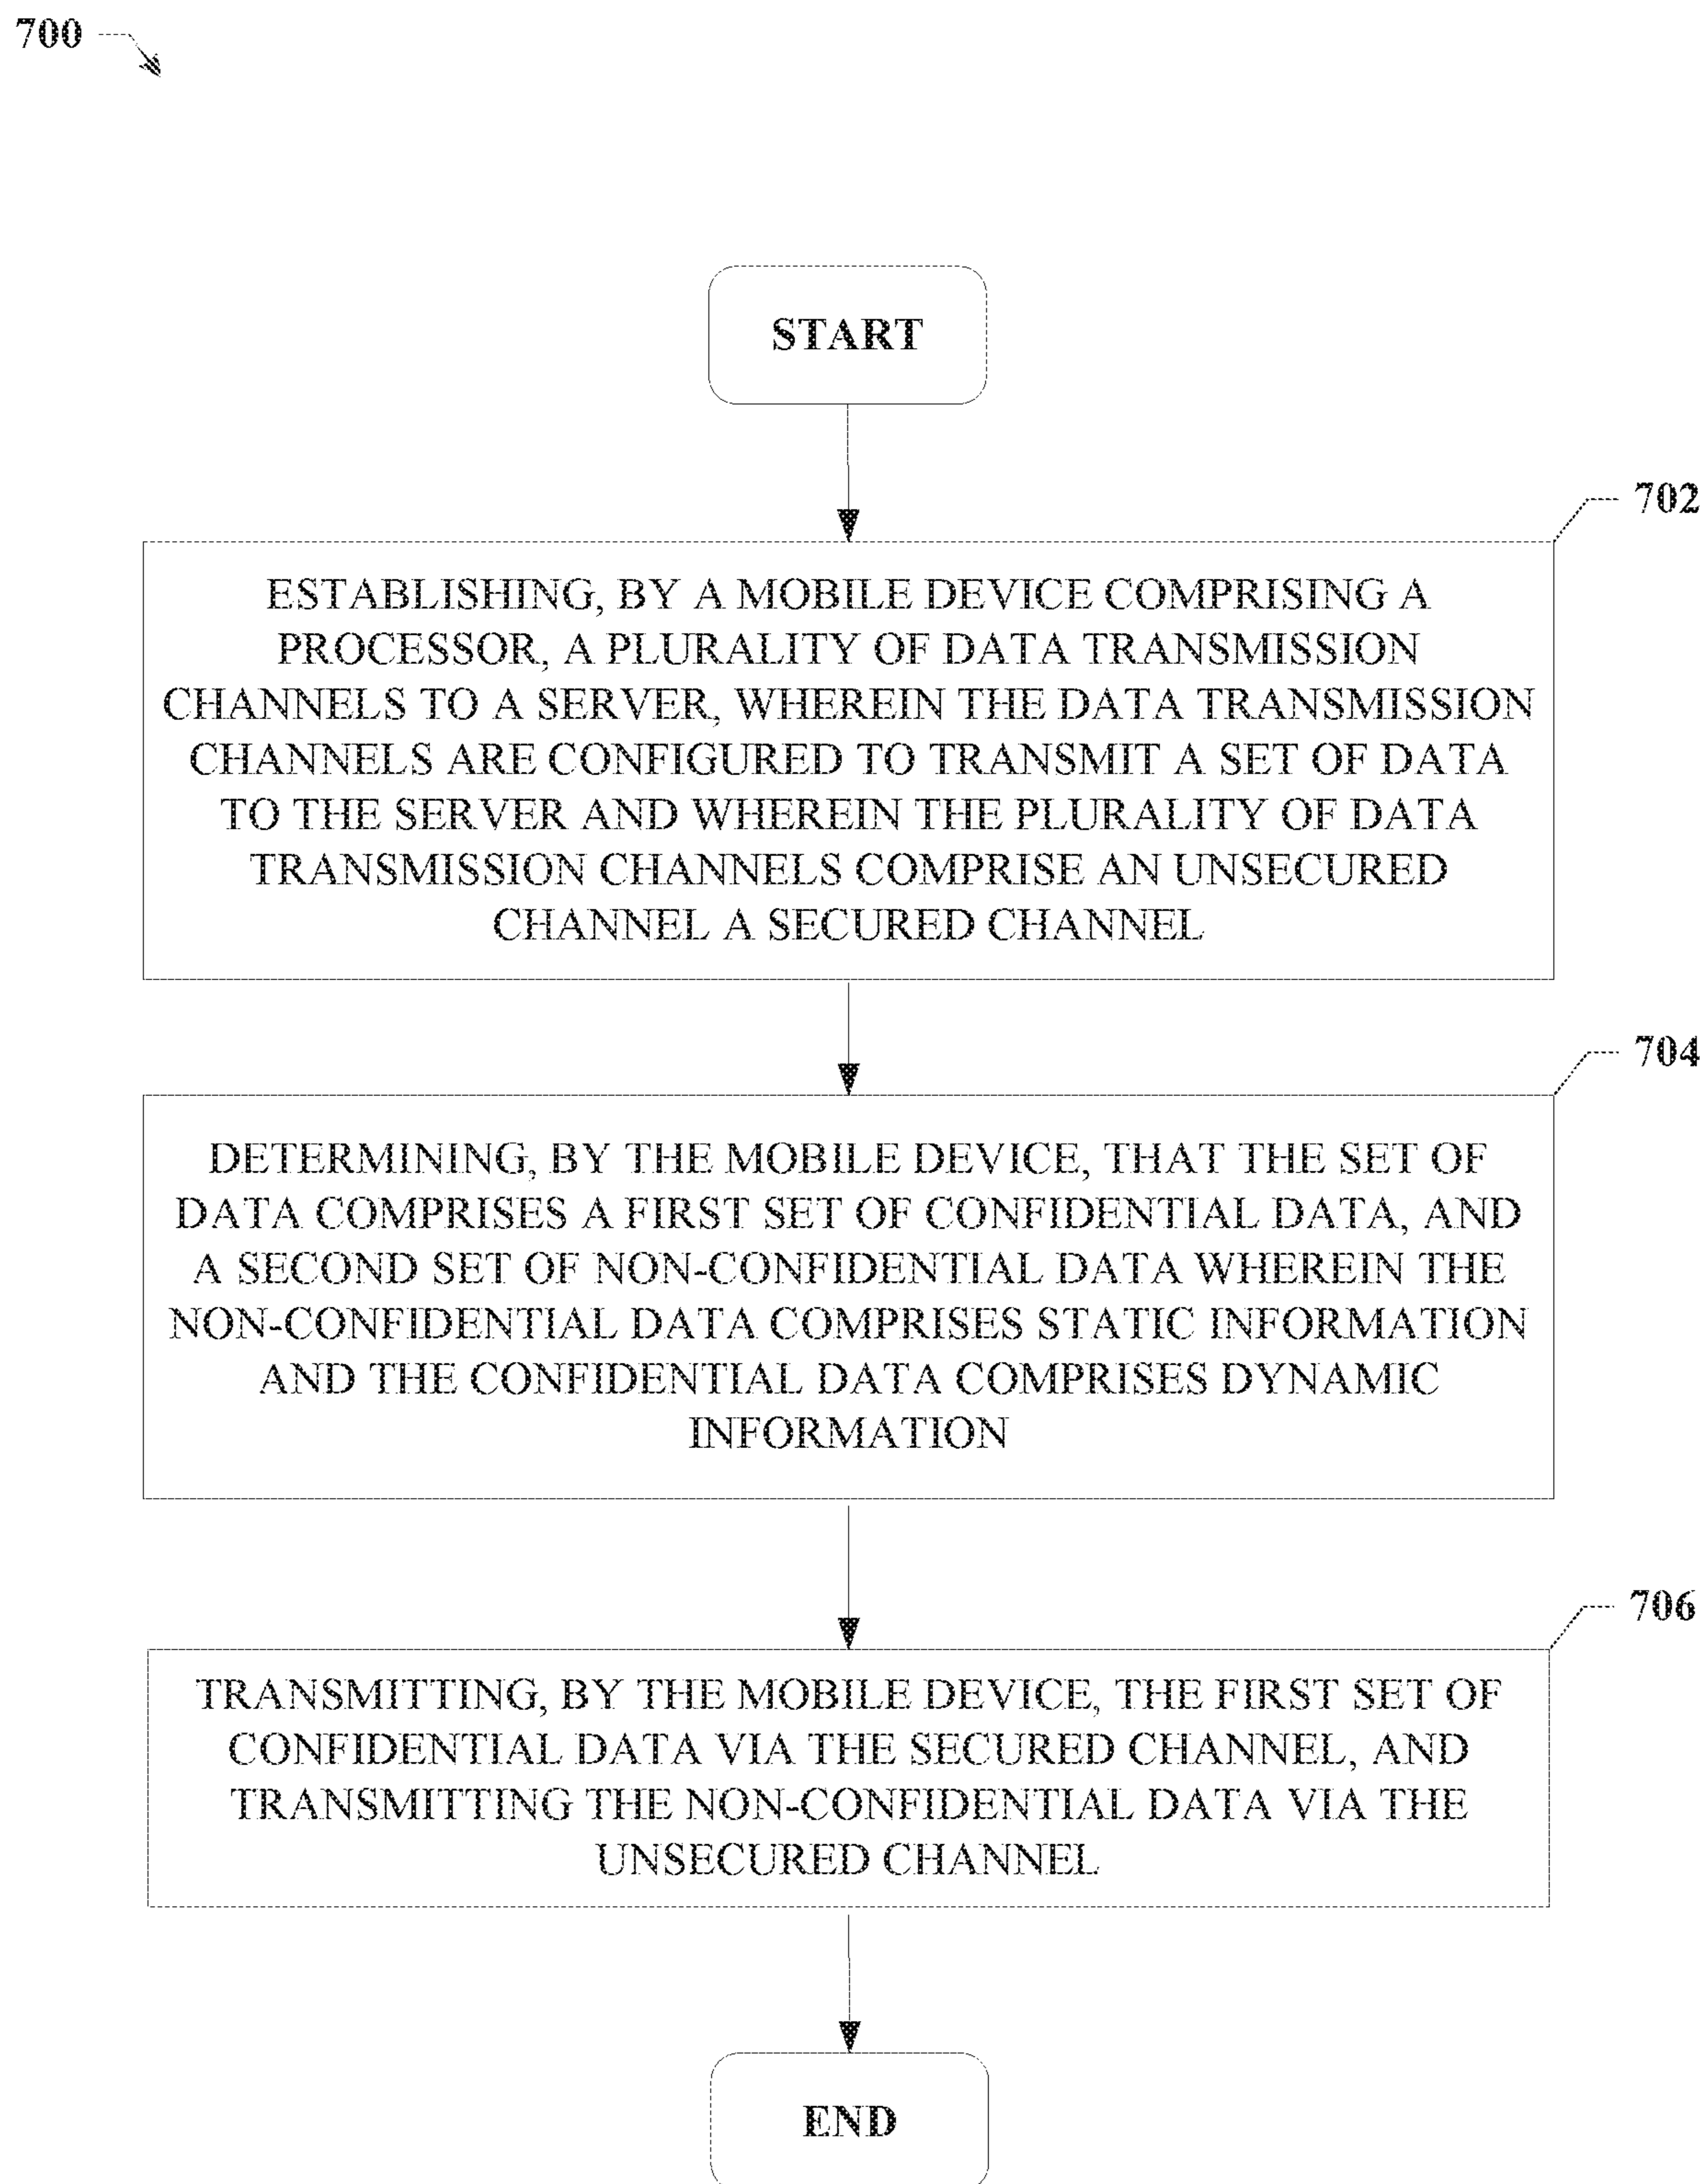 700
START
702
ESTABLISHING, BY A MOBILE DEVICE COMPRISING A
PROCESSOR, A PLURALITY OF DATA TRANSMISSION
CHANNELS TO A SERVER, WHEREIN THE DATA TRANSMISSION
CHANNELS ARE CONFIGURED TO TRANSMIT A SET OF DATA
TO THE SERVER AND WHEREIN THE PLURALITY OF DATA
TRANSMISSION CHANNELS COMPRISE AN UNSECURED
CHANNEL A SECURED CHANNEL
704
DETERMINING, BY THE MOBILE DEVICE, THAT THE SET OF
DATA COMPRISES A FIRST SET OF CONFIDENTIAL DATA, AND
A SECOND SET OF NON-CONFIDENTIAL DATA WHEREIN THE
NON-CONFIDENTIAL DATA COMPRISES STATIC INFORMATION
AND THE CONFIDENTIAL DATA COMPRISES DYNAMIC
INFORMATION
706
TRANSMITTING, BY THE MOBILE DEVICE, THE FIRST SET OF
CONFIDENTIAL DATA VIA THE SECURED CHANNEL, AND
TRANSMITTING THE NON-CONFIDENTIAL DATA VIA THE
UNSECURED CHANNEL
END